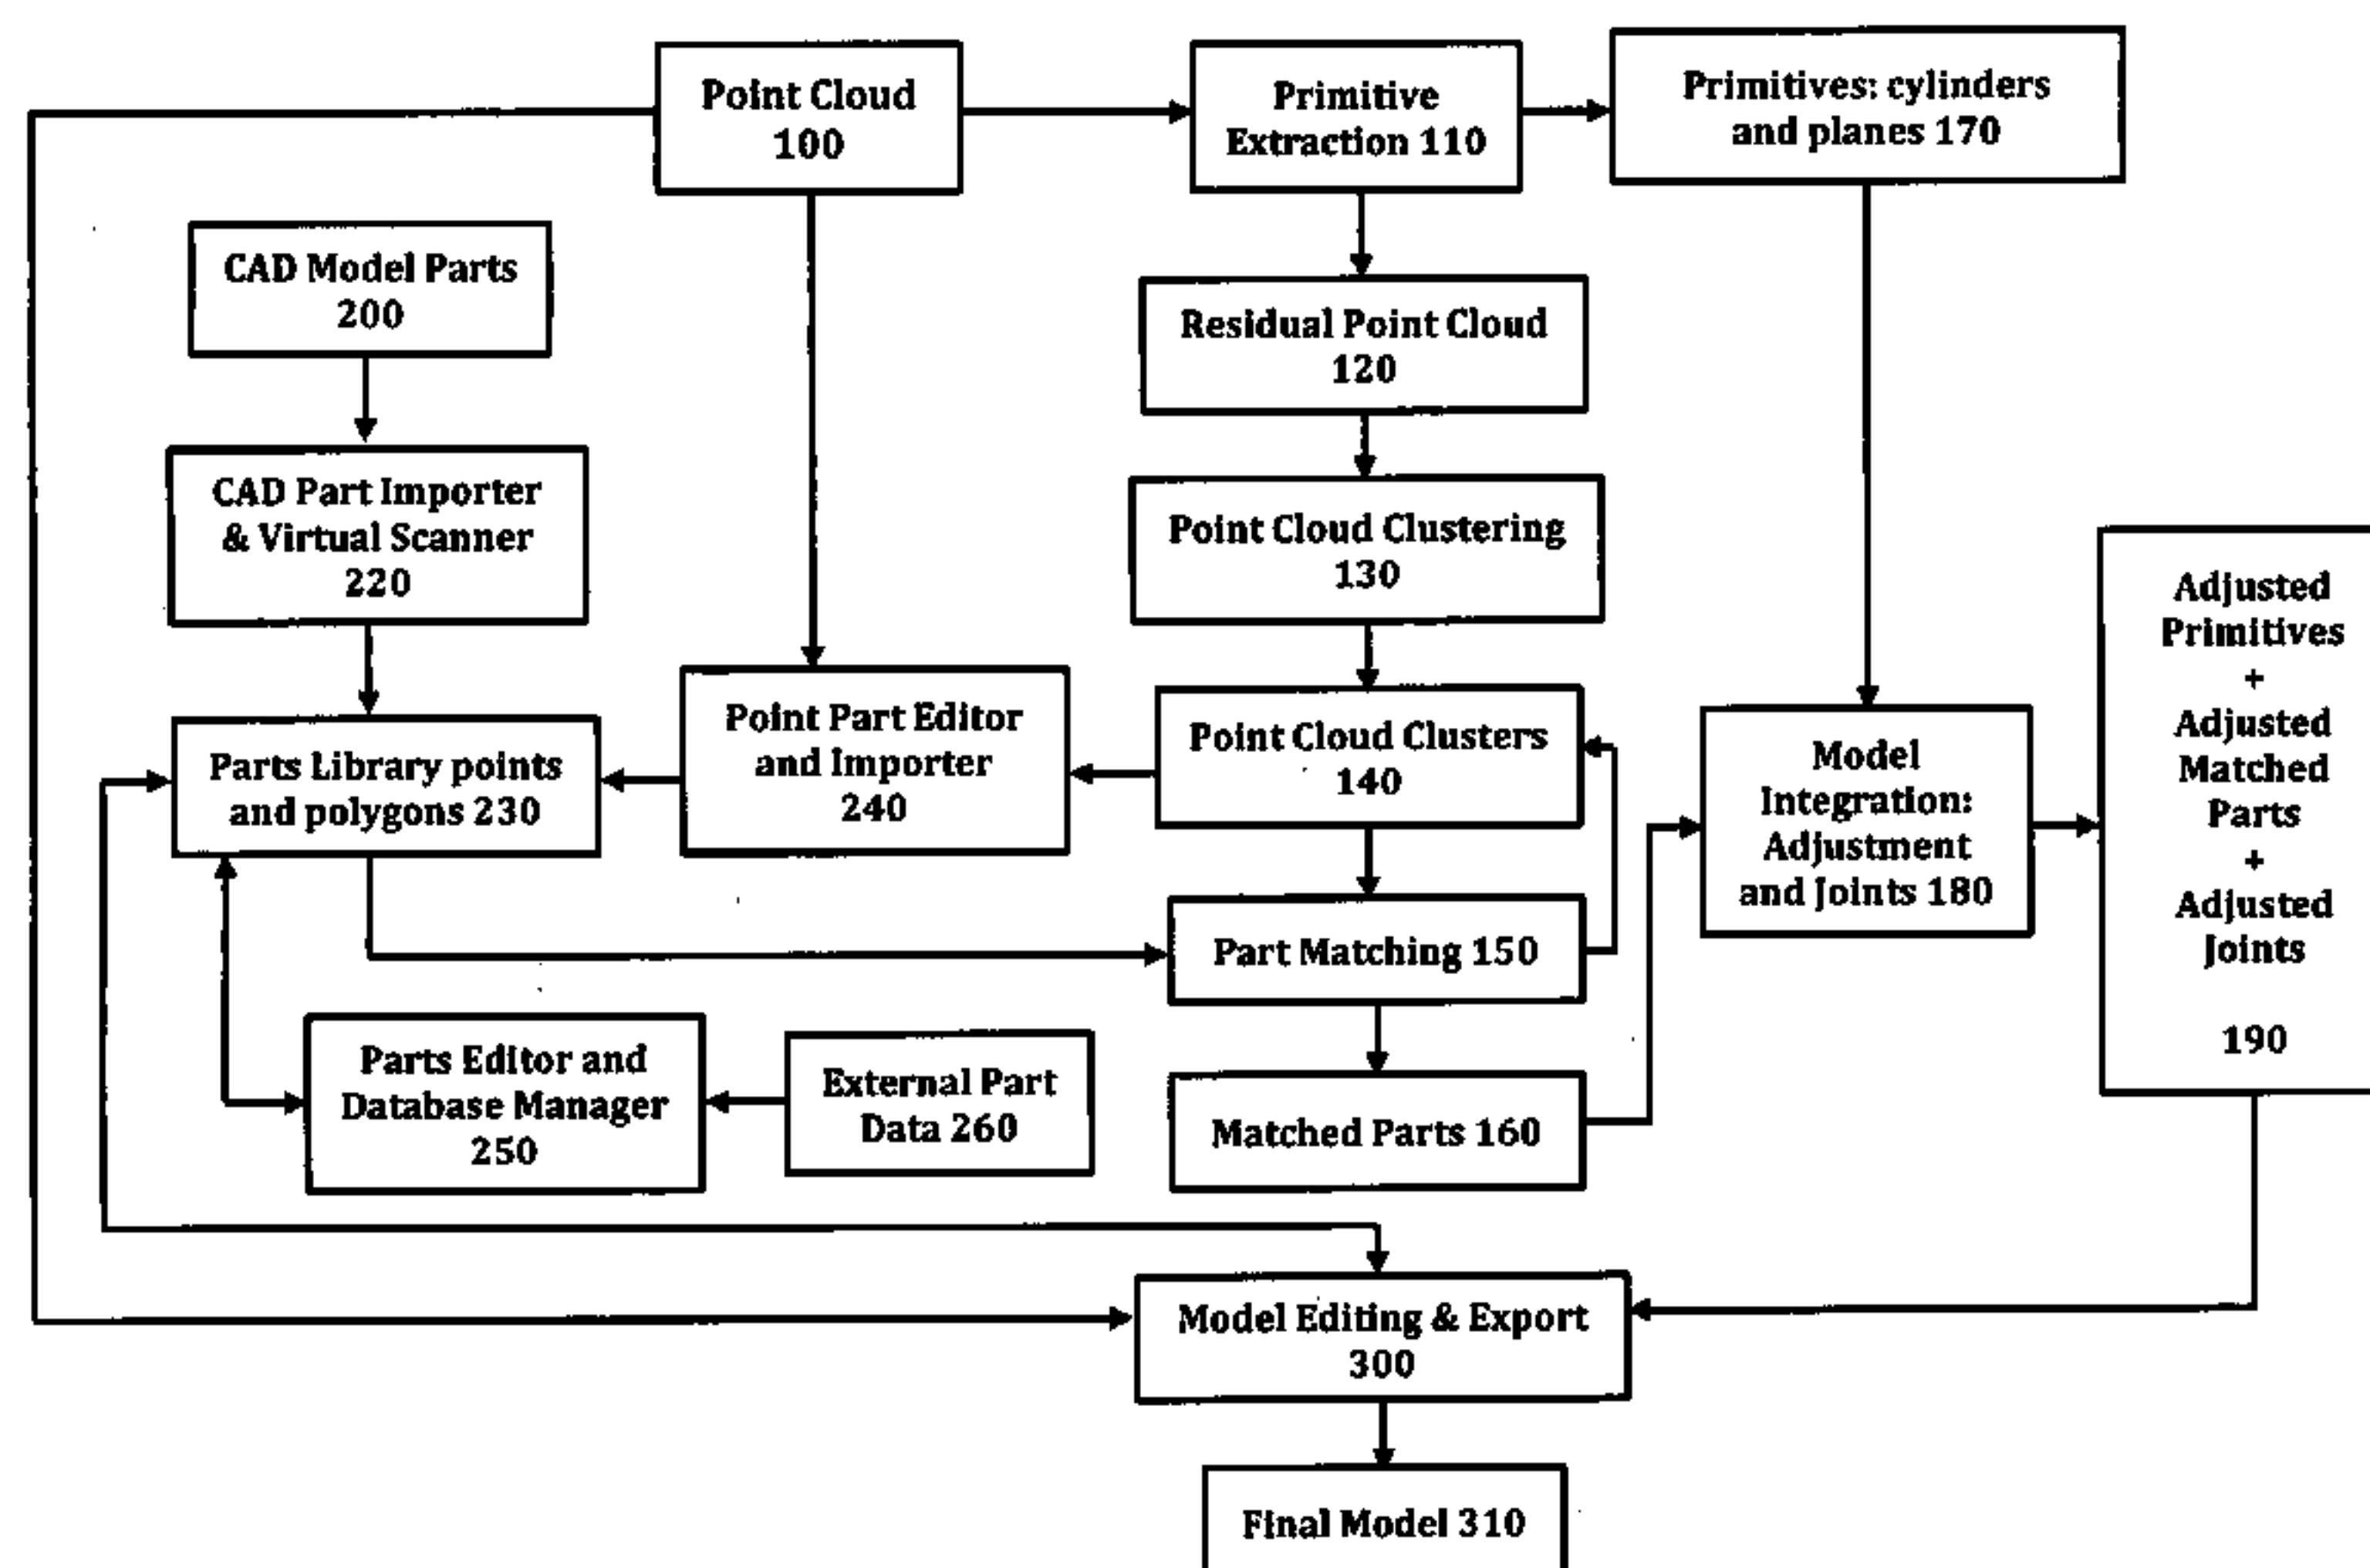 Point Cloud
100
Primitive
Extraction 110
Primitives: cylinders
and planes 170
CAD Model Parts
200
Residual Point Cloud
120
CAD Part Importer
& Virtual Scanner
220
Point Cloud Clustering
130
Adjusted
Primitives
+
Adjusted
Matched
Parts
+
Adjusted
Joints
190
Parts Library points
and polygons 230
Point Part Editor
and Importer
240
Point Cloud Clusters
140
Model
Integration:
Adjustment
and Joints 180
Part Matching 150
Parts Editor and
Database Manager
250
External Part
Data 260
Matched Parts 160
Model Editing & Export
300
Final Model 310